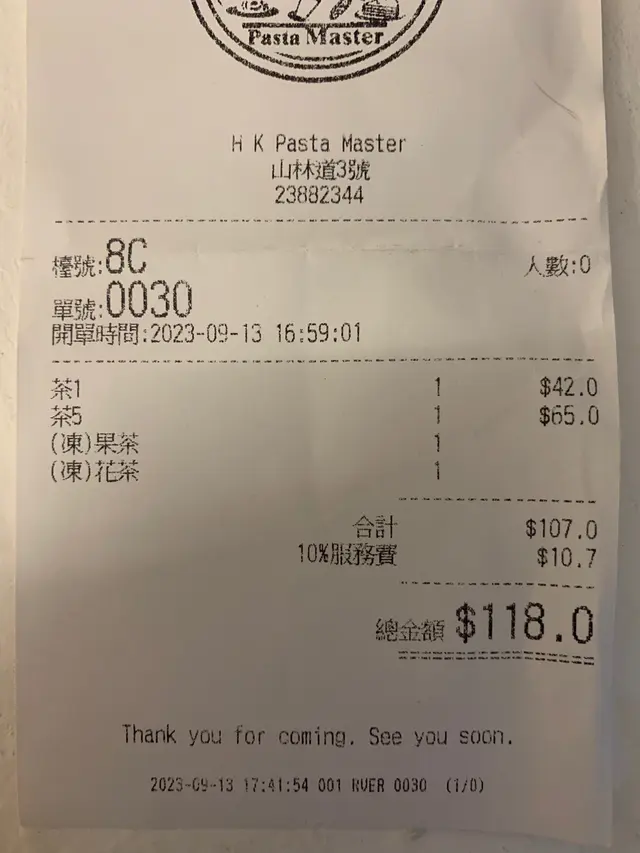 Pasta Master
H K Pasta Master
山林道3號
23882344
檯號:8C 人數:0
單號:0030
開單時間:2023-09-13 16:59:01
茶1 1 $42.0
茶5 1 $65.0
(凍)果茶 1
(凍)花茶 1
合計 $107.0
10%服務費 $10.7
總金額 $118.0
Thank you for coming. See you soon.
2023-09-13 17:41:54 001 RVER 0030 (1/0)